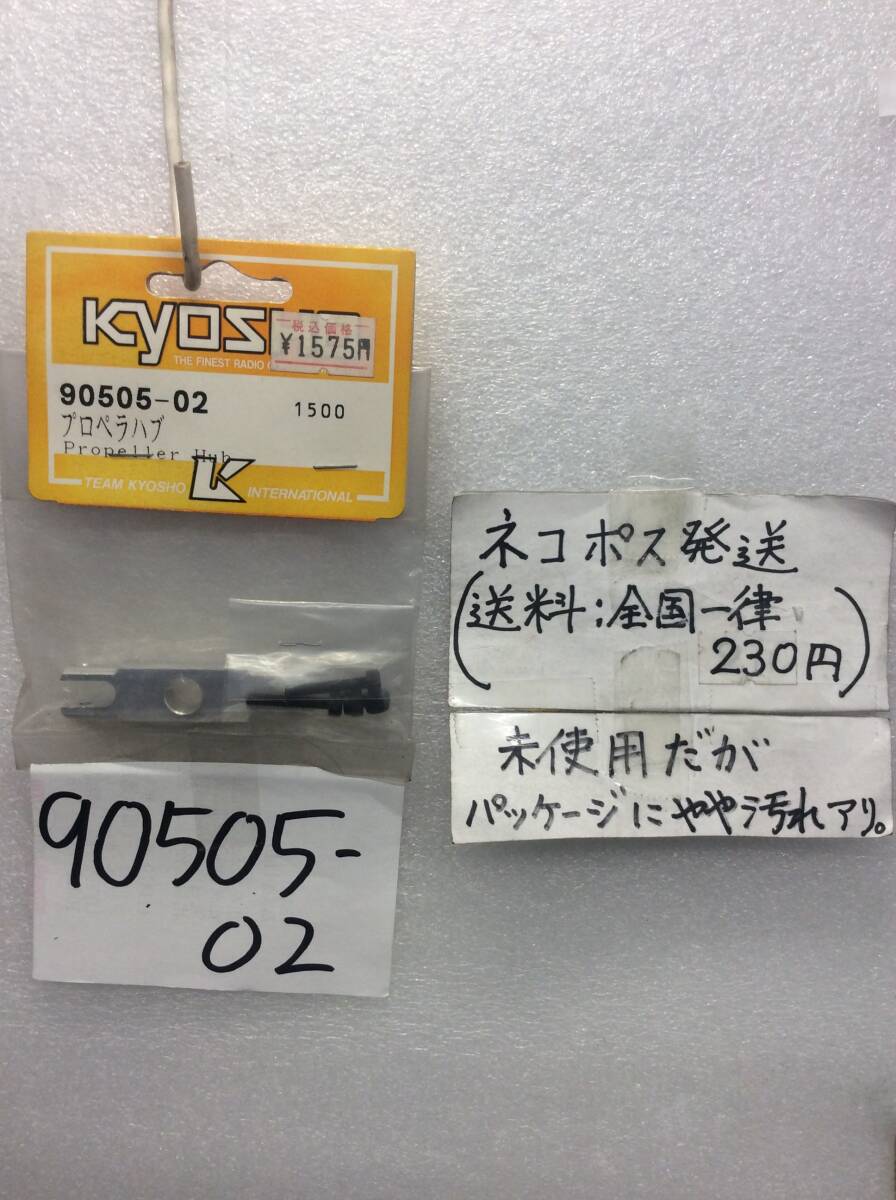 KYOSHO
税込価格
¥1575円
THE FINEST RADIO
90505-02
1500
プロペラハブ
Propeller Hub
TEAM KYOSHO K INTERNATIONAL
ネコポス発送
(送料:全国一律
230円)
未使用だが
パッケージにやや汚れアリ。
90505-
02